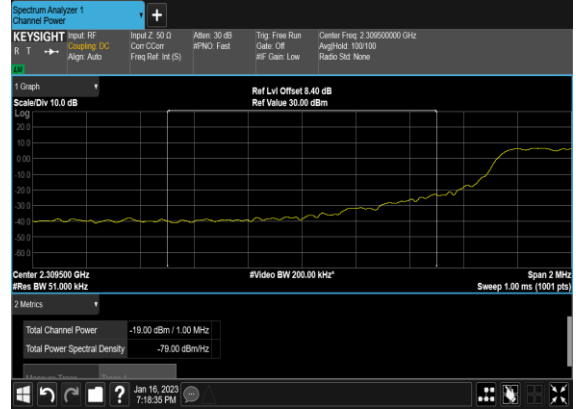 Spectrum Analyzer 1
Channel Power
+
KEYSIGHT
R T
LM
Input: RF
Coupling: DC
Align: Auto
Input Z: 50 Ω
Corr CCorr
Freq Ref: Int (S)
Atten: 30 dB
#PNO: Fast
Trig: Free Run
Gate: Off
#IF Gain: Low
Center Freq: 2.309500000 GHz
Avg|Hold: 100/100
Radio Std: None
1 Graph
Scale/Div 10.0 dB
Ref Lvl Offset 8.40 dB
Ref Value 30.00 dBm
Log
20.0
10.0
0.00
-10.0
-20.0
-30.0
-40.0
-50.0
-60.0
Center 2.309500 GHz
#Res BW 51.000 kHz
#Video BW 200.00 kHz*
Span 2 MHz
Sweep 1.00 ms (1001 pts)
2 Metrics
Total Channel Power -19.00 dBm / 1.00 MHz
Total Power Spectral Density -79.00 dBm/Hz
?
Jan 16, 2023
7:18:35 PM